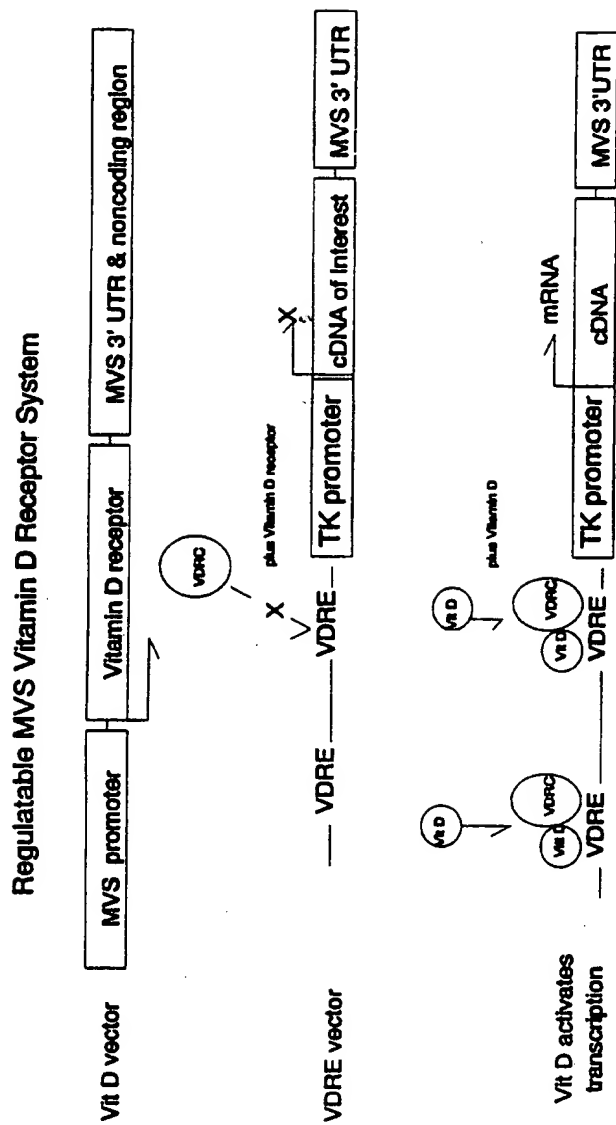 Regulatable MVS Vitamin D Receptor System
Vit D vector
MVS promoter
Vitamin D receptor
MVS 3' UTR & noncoding region
VDRC
X
plus Vitamin D receptor
X
VDRE vector
VDRE
VDRE
TK promoter
cDNA of Interest
MVS 3' UTR
Vit D
Vit D
plus Vitamin D
mRNA
VDRC
Vit D
VDRC
Vit D
Vit D activates
transcription
VDRE
VDRE
TK promoter
cDNA
MVS 3'UTR